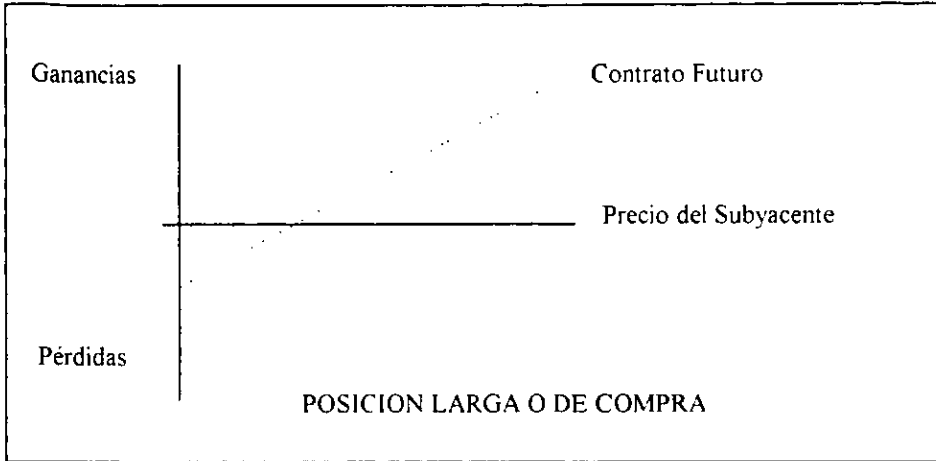 Ganancias
Contrato Futuro
Precio del Subyacente
Pérdidas
POSICION LARGA O DE COMPRA